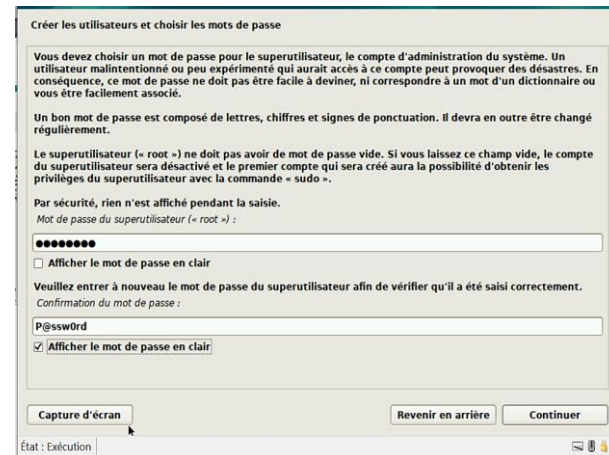 Créer les utilisateurs et choisir les mots de passe
Vous devez choisir un mot de passe pour le superutilisateur, le compte d'administration du système. Un
utilisateur malintentionné ou peu expérimenté qui aurait accès à ce compte peut provoquer des désastres. En
conséquence, ce mot de passe ne doit pas être facile à deviner, ni correspondre à un mot d'un dictionnaire ou
vous être facilement associé.
Un bon mot de passe est composé de lettres, chiffres et signes de ponctuation. Il devra en outre être changé
régulièrement.
Le superutilisateur (« root ») ne doit pas avoir de mot de passe vide. Si vous laissez ce champ vide, le compte
du superutilisateur sera désactivé et le premier compte qui sera créé aura la possibilité d'obtenir les
privilèges du superutilisateur avec la commande « sudo ».
Par sécurité, rien n'est affiché pendant la saisie.
Mot de passe du superutilisateur (« root ») :
●●●●●●●●
Afficher le mot de passe en clair
Veuillez entrer à nouveau le mot de passe du superutilisateur afin de vérifier qu'il a été saisi correctement.
Confirmation du mot de passe :
P@ssw0rd
Afficher le mot de passe en clair
Capture d'écran Revenir en arrière Continuer
État : Exécution